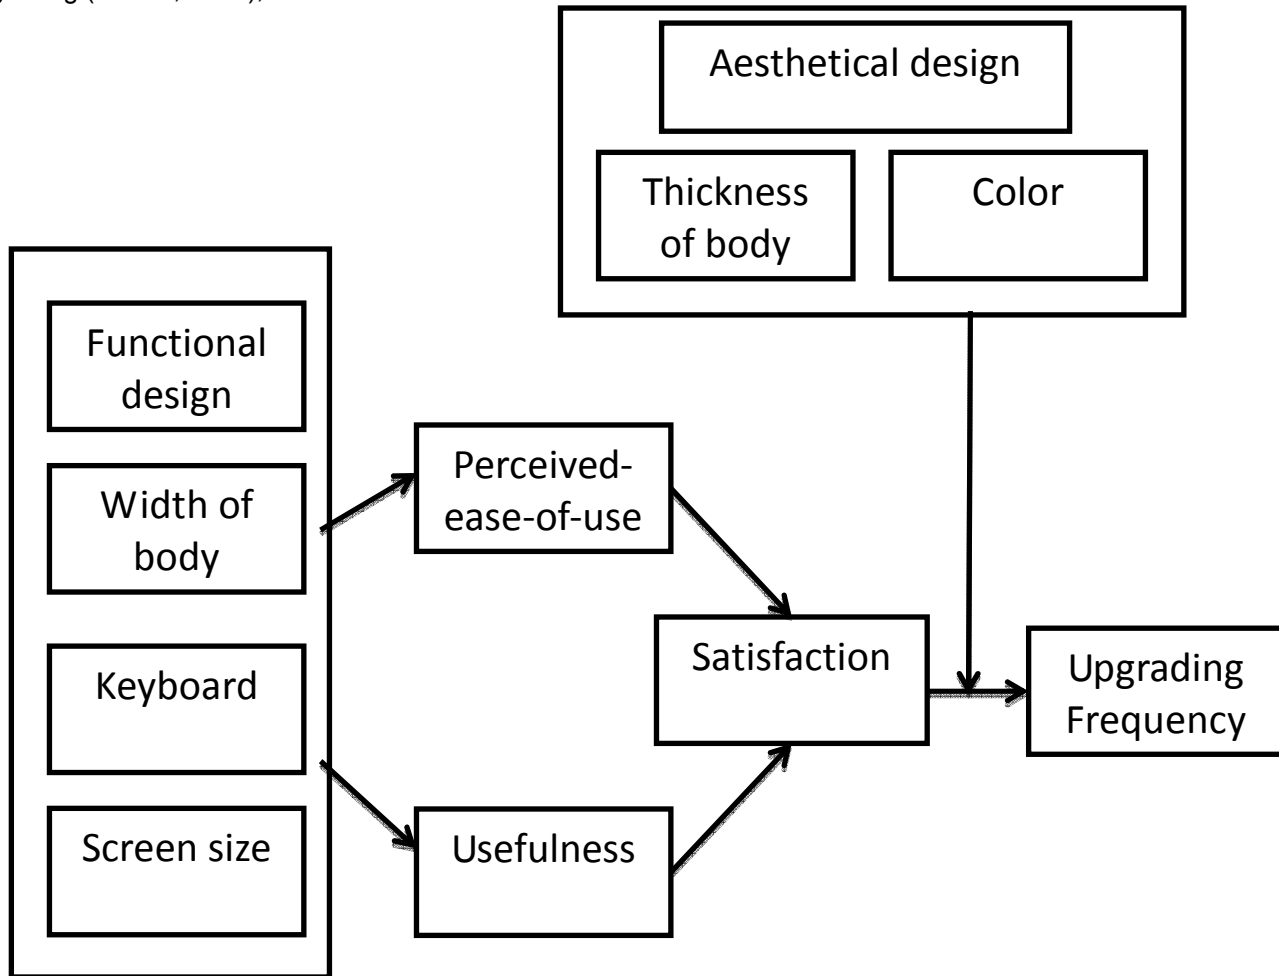 Aesthetical design
Thickness
of body
Color
Functional
design
Width of
body
Keyboard
Screen size
Perceived-
ease-of-use
Usefulness
Satisfaction
Upgrading
Frequency